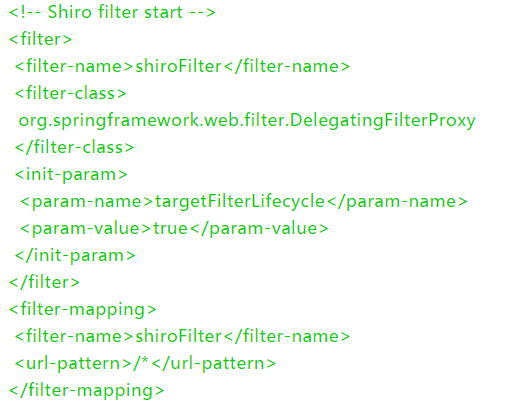 <!-- Shiro filter start -->
<filter>
<filter-name>shiroFilter</filter-name>
<filter-class>
org.springframework.web.filter.DelegatingFilterProxy
</filter-class>
<init-param>
<param-name>targetFilterLifecycle</param-name>
<param-value>true</param-value>
</init-param>
</filter>
<filter-mapping>
<filter-name>shiroFilter</filter-name>
<url-pattern>/*</url-pattern>
</filter-mapping>